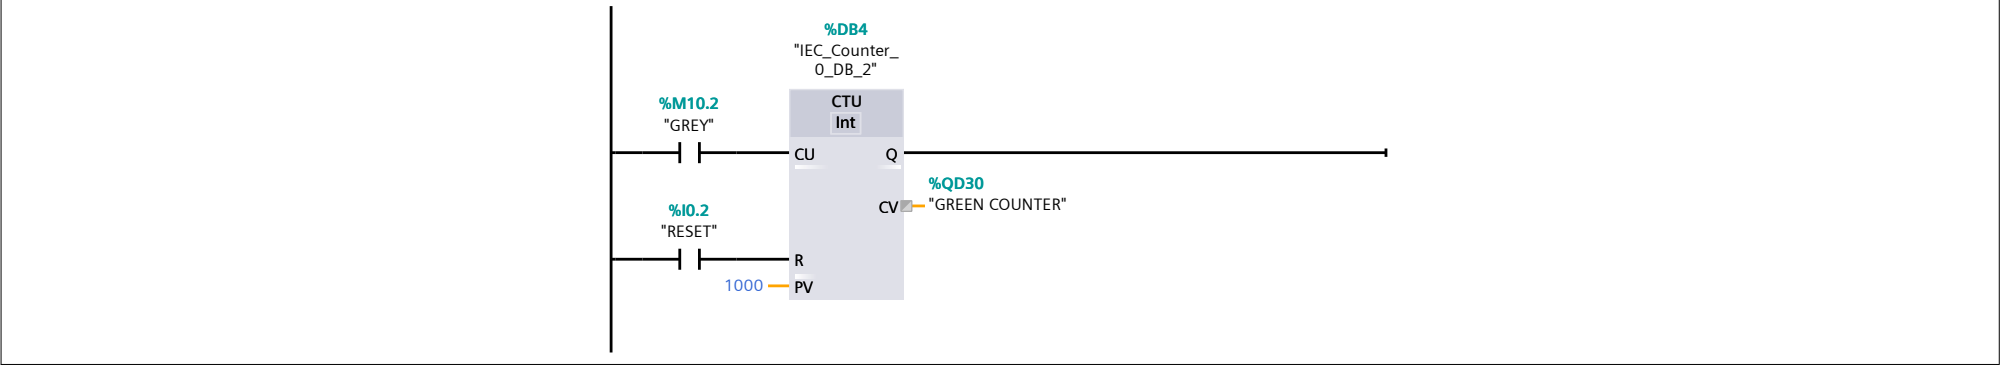 %DB4
"IEC_Counter_
0_DB_2"
CTU
Int
%M10.2
"GREY"
CU
Q
%QD30
CV
"GREEN COUNTER"
%I0.2
"RESET"
R
1000
PV